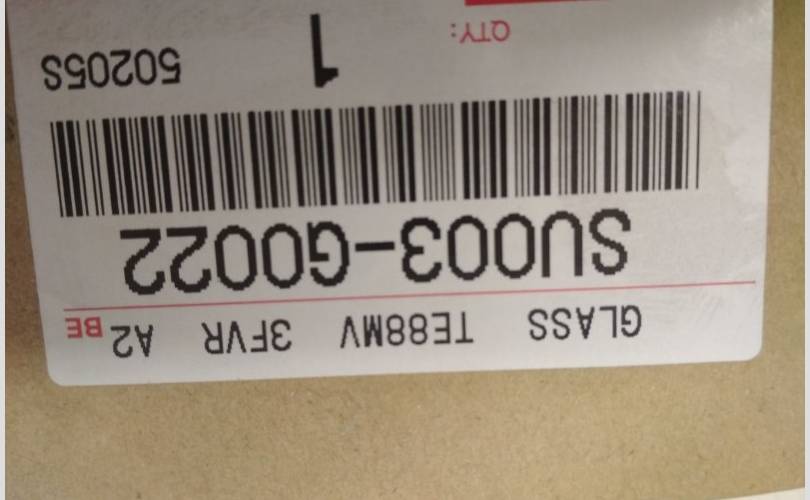 GLASS TE88MV 3FVR A2 BE
SU003-G0022
QTY: 1 50205S